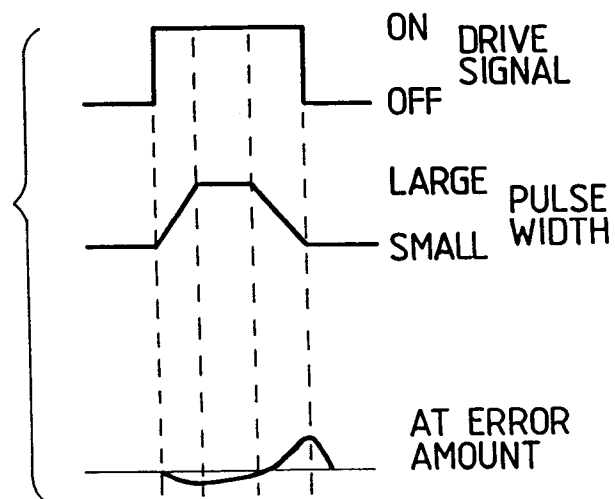 ON DRIVE
SIGNAL
OFF
LARGE
PULSE
WIDTH
SMALL
AT ERROR
AMOUNT